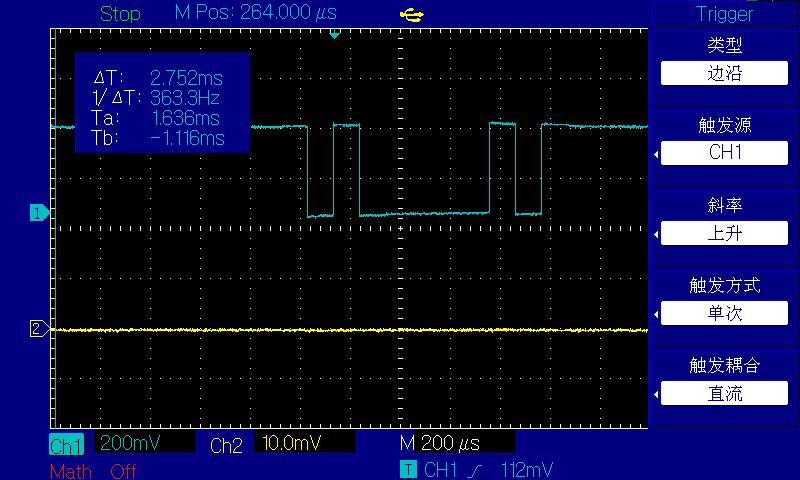 Stop M Pos: 264.000 μs Trigger
类型
边沿
ΔT: 2.752ms
1/ΔT: 363.3Hz
Ta: 1.636ms
Tb: -1.116ms
触发源
CH1
1
斜率
上升
触发方式
单次
2
触发耦合
直流
Ch1 200mV Ch2 10.0mV M 200 μs
Math Off T CH1 112mV